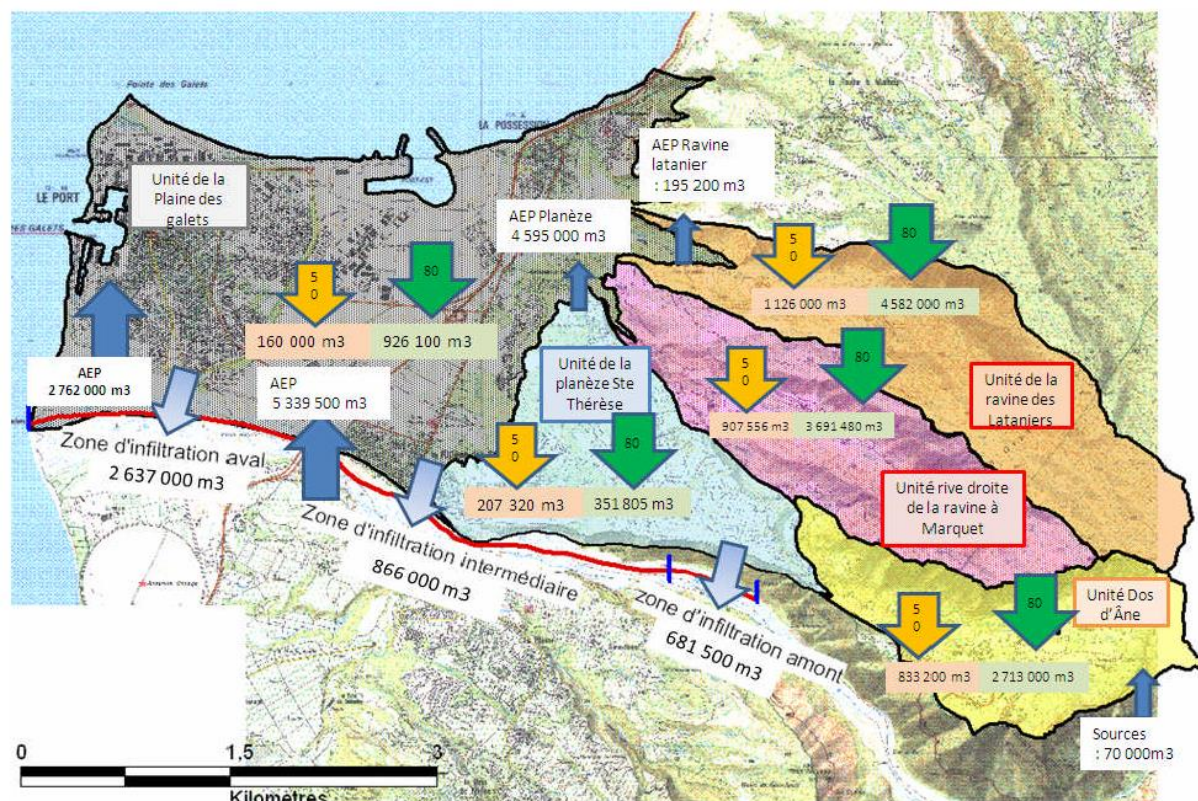 Pointe des Galets
LA POSSESSION
LE PORT
Unité de la
Plaine des
galets
AEP Ravine
latanier
: 195 200 m3
AEP Planèze
4 595 000 m3
50
80
1 126 000 m3
4 582 000 m3
50
80
160 000 m3
926 100 m3
AEP
2 762 000 m3
AEP
5 339 500 m3
Unité de la
planèze Ste
Thérèse
50
80
907 556 m3
3 691 480 m3
Unité de la
ravine des
Lataniers
Zone d'infiltration aval
2 637 000 m3
50
80
207 320 m3
351 805 m3
Unité rive droite
de la ravine à
Marquet
Zone d'infiltration intermédiaire
866 000 m3
zone d'infiltration amont
681 500 m3
50
80
833 200 m3
2 713 000 m3
Unité Dos
d'Âne
Sources
: 70 000m3
0
1,5
3
Kilomètres